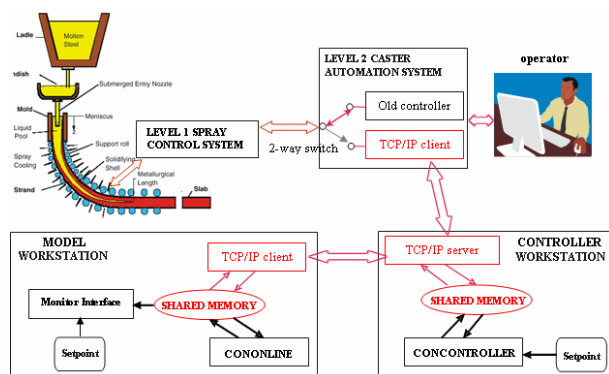 Ladle
Molten
Steel
ndish
Submerged Entry Nozzle
Mold
Meniscus
Liquid
Pool
Support roll
Spray
Cooling
Solidifying
Shell
Metallurgical
Length
Strand
Slab
LEVEL 1 SPRAY
CONTROL SYSTEM
2-way switch
LEVEL 2 CASTER
AUTOMATION SYSTEM
Old controller
TCP/IP client
operator
MODEL
WORKSTATION
TCP/IP client
Monitor Interface
SHARED MEMORY
Setpoint
CONONLINE
TCP/IP server
CONTROLLER
WORKSTATION
SHARED MEMORY
CONCONTROLLER
Setpoint